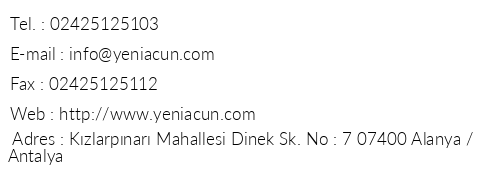 Tel. : 02425125103
E-mail : info@yeniacun.com
Fax : 02425125112
Web : http://www.yeniacun.com
Adres : Kızlarpınarı Mahallesi Dinek Sk. No : 7 07400 Alanya /
Antalya